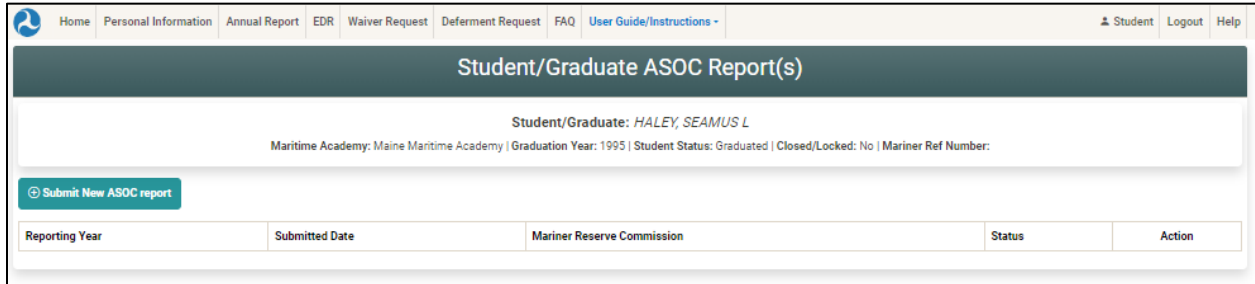 Home Personal Information Annual Report EDR Waiver Request Deferment Request FAQ User Guide/Instructions Student Logout Help
Student/Graduate ASOC Report(s)
Student/Graduate: HALEY, SEAMUS L
Maritime Academy: Maine Maritime Academy | Graduation Year: 1995 | Student Status: Graduated | Closed/Locked: No | Mariner Ref Number:
Submit New ASOC report
Reporting Year Submitted Date Mariner Reserve Commission Status Action